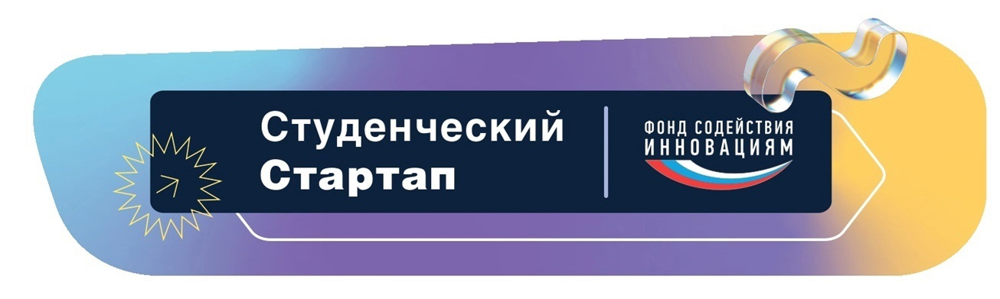 Студенческий
Стартап
ФОНД СОДЕЙСТВИЯ
ИННОВАЦИЯМ